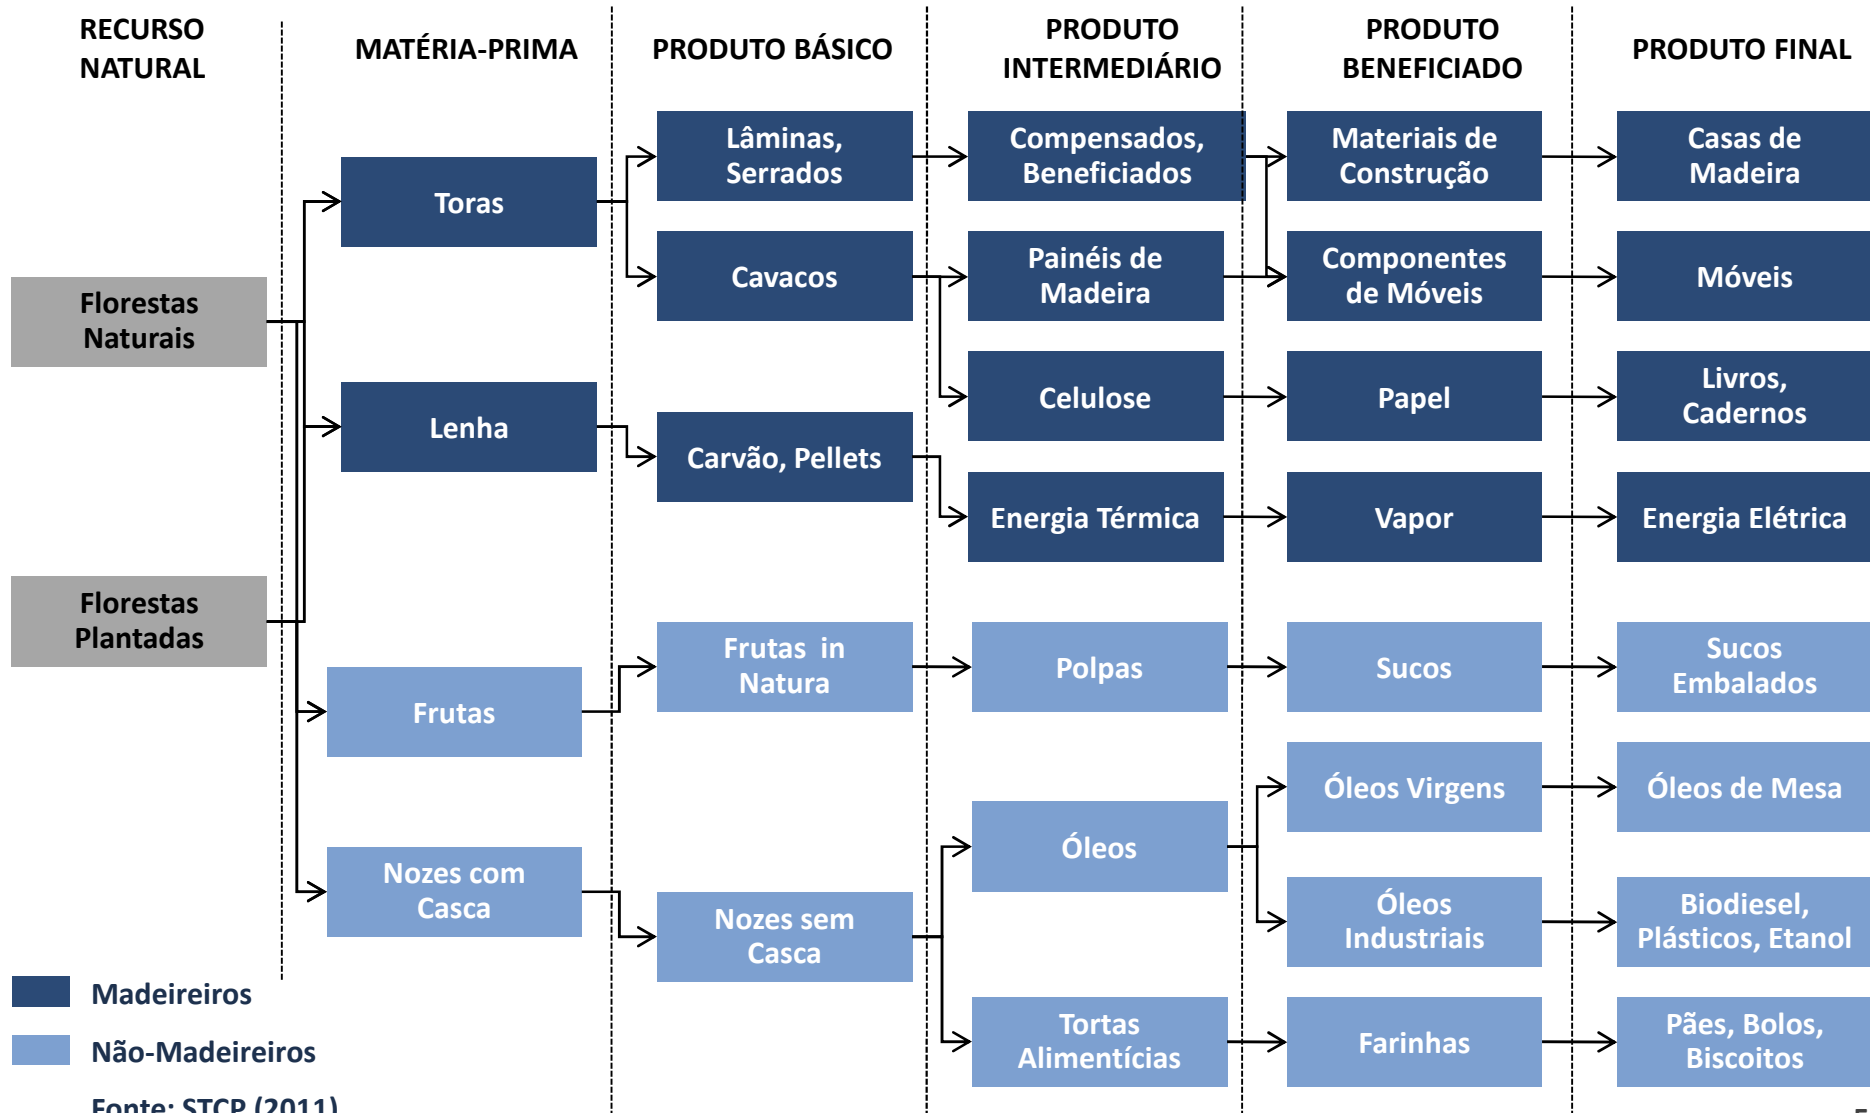 RECURSO
NATURAL
MATÉRIA-PRIMA
PRODUTO BÁSICO
PRODUTO
INTERMEDIÁRIO
PRODUTO
BENEFICIADO
PRODUTO FINAL
Florestas
Naturais
Florestas
Plantadas
Toras
Lenha
Frutas
Nozes com
Casca
Lâminas,
Serrados
Cavacos
Carvão, Pellets
Frutas in
Natura
Nozes sem
Casca
Compensados,
Beneficiados
Painéis de
Madeira
Celulose
Energia Térmica
Polpas
Óleos
Tortas
Alimentícias
Materiais de
Construção
Componentes
de Móveis
Papel
Vapor
Sucos
Óleos Virgens
Óleos
Industriais
Farinhas
Casas de
Madeira
Móveis
Livros,
Cadernos
Energia Elétrica
Sucos
Embalados
Óleos de Mesa
Biodiesel,
Plásticos, Etanol
Pães, Bolos,
Biscoitos
Madeireiros
Não-Madeireiros
Fonte: STCP (2011)